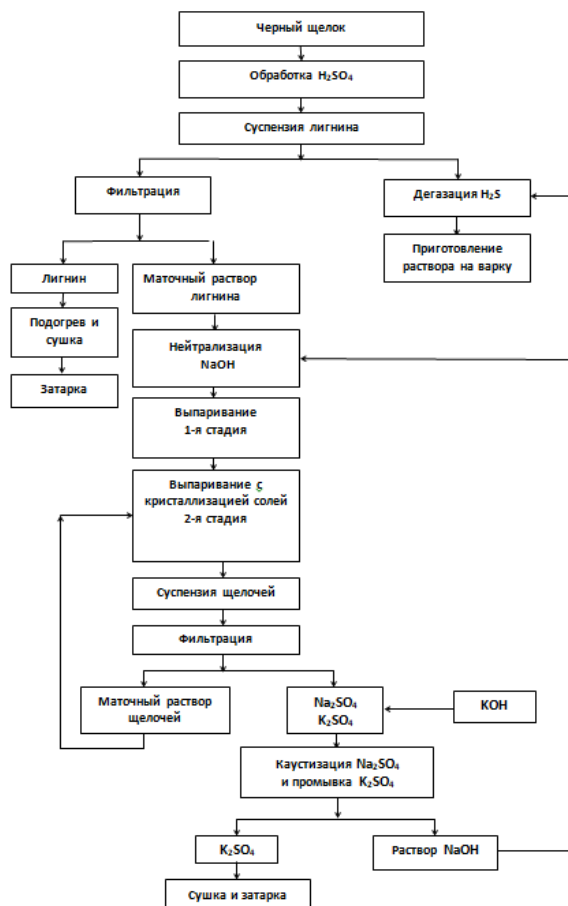 Черный щелок
Обработка H₂SO₄
Суспензия лигнина
Фильтрация
Дегазация H₂S
Приготовление
раствора на варку
Лигнин
Маточный раствор
лигнина
Подогрев и
сушка
Нейтрализация
NaOH
Затарка
Выпаривание
1-я стадия
Выпаривание с
кристаллизацией солей
2-я стадия
Суспензия щелочей
Фильтрация
Маточный раствор
щелочей
Na₂SO₄
K₂SO₄
KOH
Каустизация Na₂SO₄
и промывка K₂SO₄
K₂SO₄
Раствор NaOH
Сушка и затарка